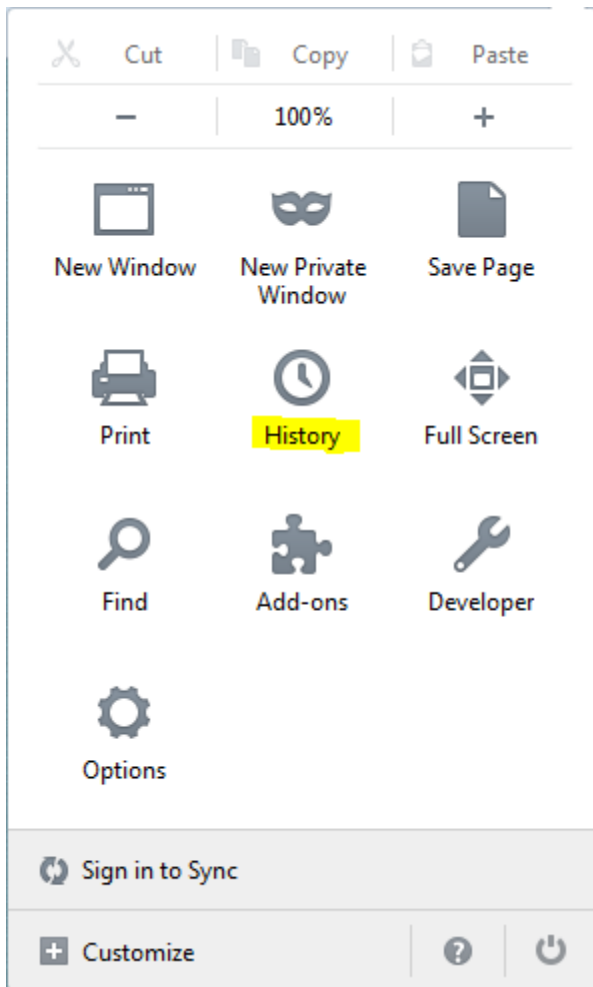 Cut Copy Paste
− 100% +
New Window New Private Window Save Page
Print History Full Screen
Find Add-ons Developer
Options
Sign in to Sync
Customize